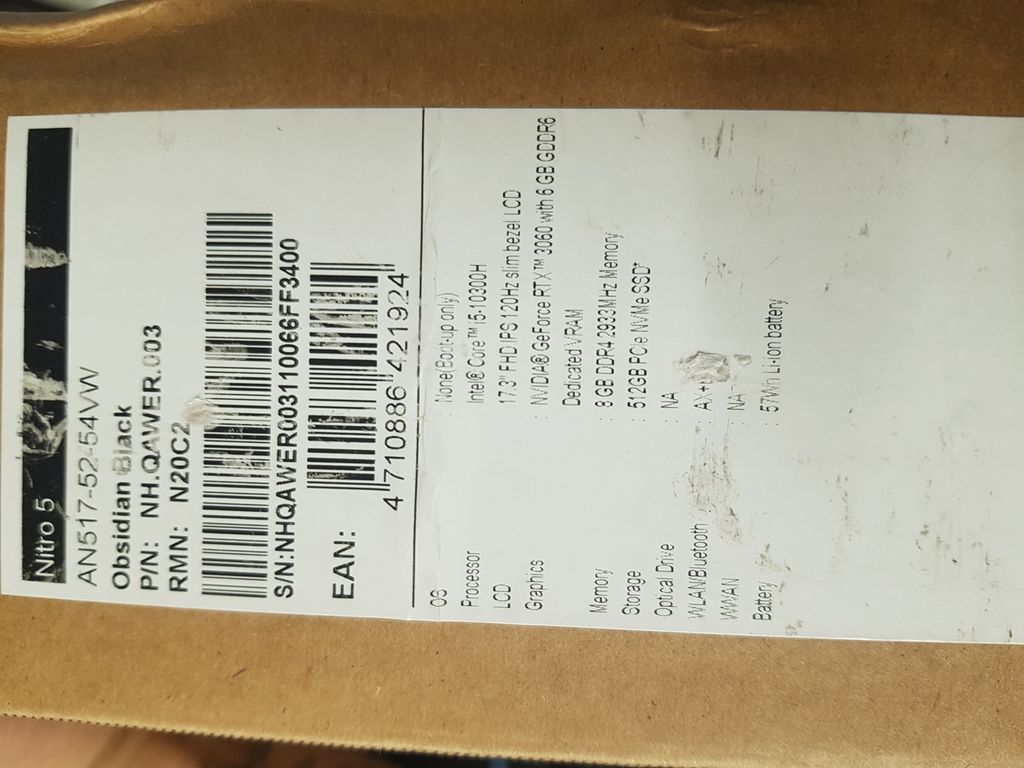 Nitro 5
AN517-52-54VW
Obsidian Black
P/N: NH.QAWER.003
RMN: N20C2
S/N:NHQAWER003110066FF3400
EAN:
4 710886 421924
OS : None(Boot-up only)
Processor : Intel® Core™ i5-10300H
LCD : 17.3" FHD IPS 120Hz slim bezel LCD
Graphics : NVIDIA® GeForce RTX™ 3060 with 6 GB GDDR6
Dedicated VRAM
Memory : 8 GB DDR4 2933MHz Memory
Storage : 512GB PCIe NVMe SSD†
Optical Drive : NA
WLAN/Bluetooth : AX+
WWAN : NA
Battery : 57Wh Li-ion battery